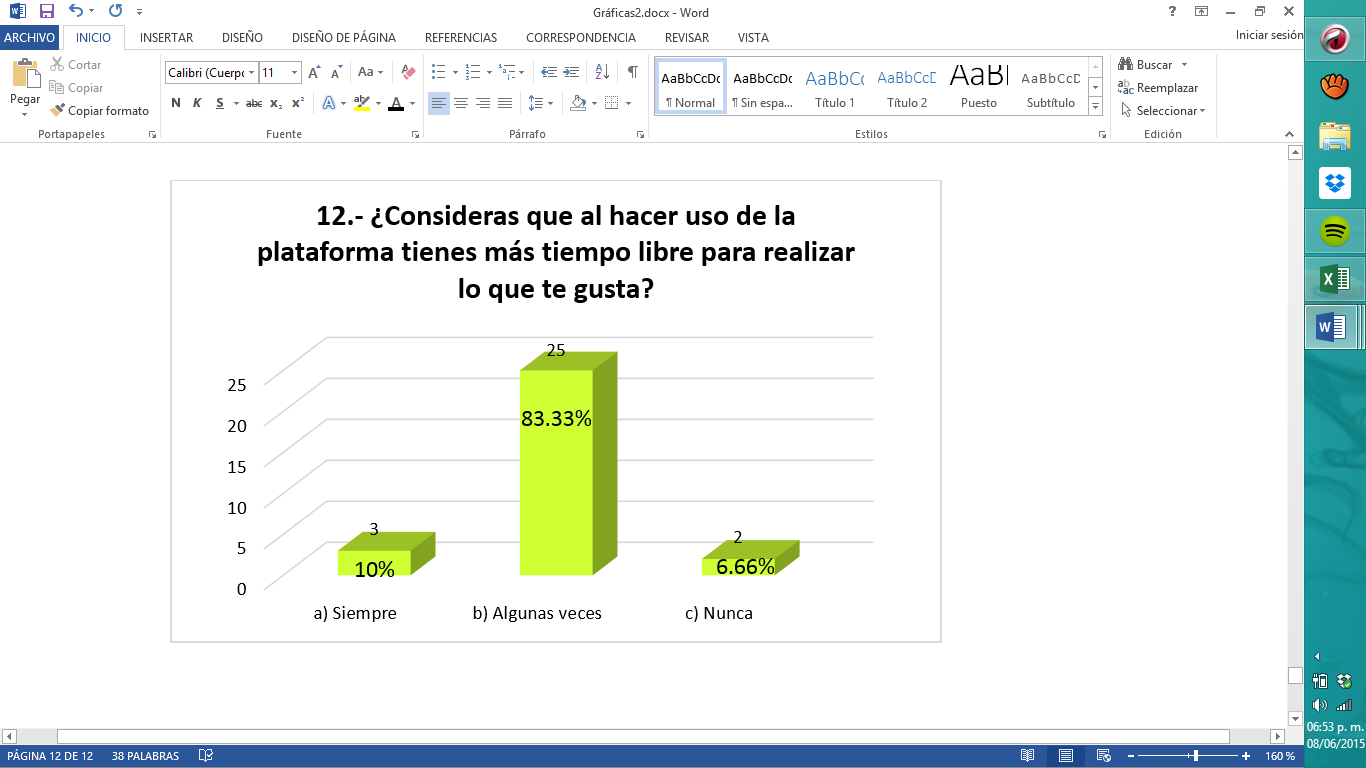 Gráficas2.docx - Word
ARCHIVO INICIO INSERTAR DISEÑO DISEÑO DE PÁGINA REFERENCIAS CORRESPONDENCIA REVISAR VISTA Iniciar sesión
Pegar
Cortar
Copiar
Copiar formato
Portapapeles
Calibri (Cuerpo 11
N K S abc x₂ x²
Fuente
Párrafo
AaBbCcDc AaBbCcDc AaBbCc AaBbCcD AaB AaBbCcD
¶ Normal ¶ Sin espa... Título 1 Título 2 Puesto Subtítulo
Estilos
Buscar
Reemplazar
Seleccionar
Edición
12.- ¿Consideras que al hacer uso de la
plataforma tienes más tiempo libre para realizar
lo que te gusta?
25
20
15
10
5
0
3
10%
25
83.33%
2
6.66%
a) Siempre b) Algunas veces c) Nunca
PÁGINA 12 DE 12 38 PALABRAS 160 %
06:53 p. m.
08/06/2015